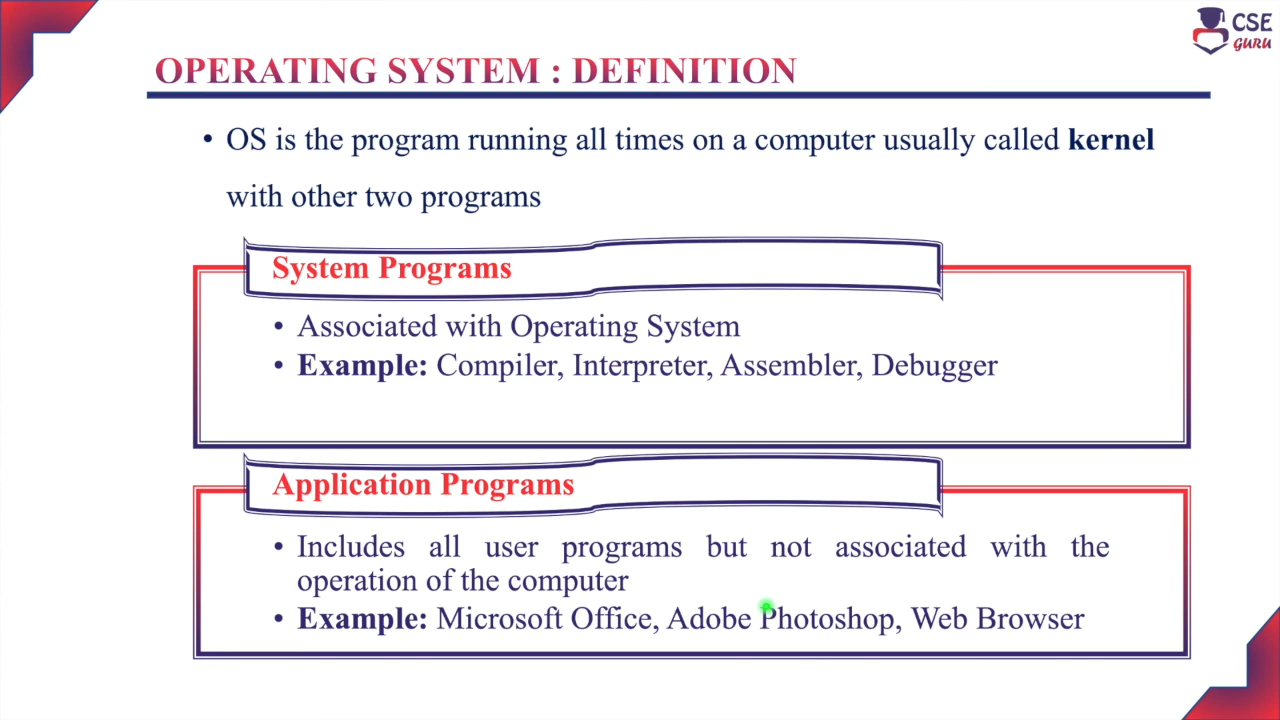 CSE
GURU
OPERATING SYSTEM : DEFINITION
• OS is the program running all times on a computer usually called kernel
with other two programs
System Programs
• Associated with Operating System
• Example: Compiler, Interpreter, Assembler, Debugger
Application Programs
• Includes all user programs but not associated with the
operation of the computer
• Example: Microsoft Office, Adobe Photoshop, Web Browser